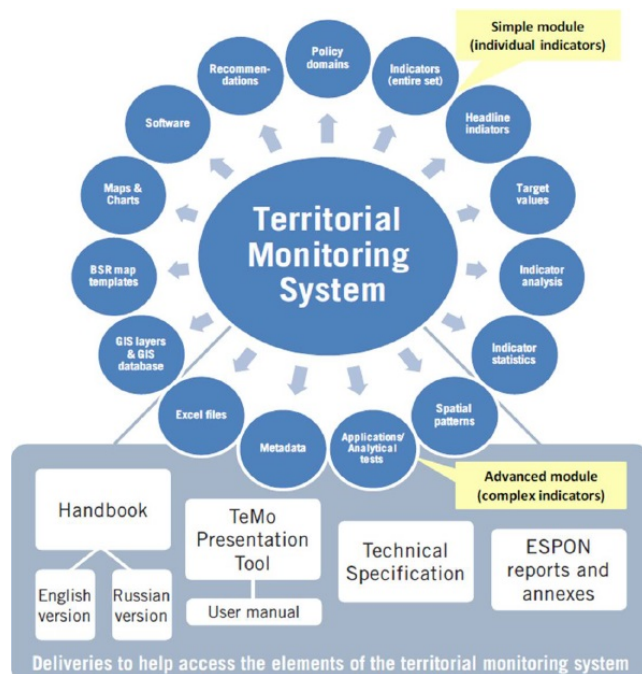 Simple module
(individual indicators)
Policy
domains
Recommen-
dations
Indicators
(entire set)
Software
Headline
indiators
Maps &
Charts
Target
values
Territorial
Monitoring
System
BSR map
templates
Indicator
analysis
GIS layers
& GIS
database
Indicator
statistics
Excel files
Spatial
patterns
Metadata
Applications/
Analytical
tests
Advanced module
(complex indicators)
Handbook
English
version
Russian
version
TeMo
Presentation
Tool
User manual
Technical
Specification
ESPON
reports and
annexes
Deliveries to help access the elements of the territorial monitoring system